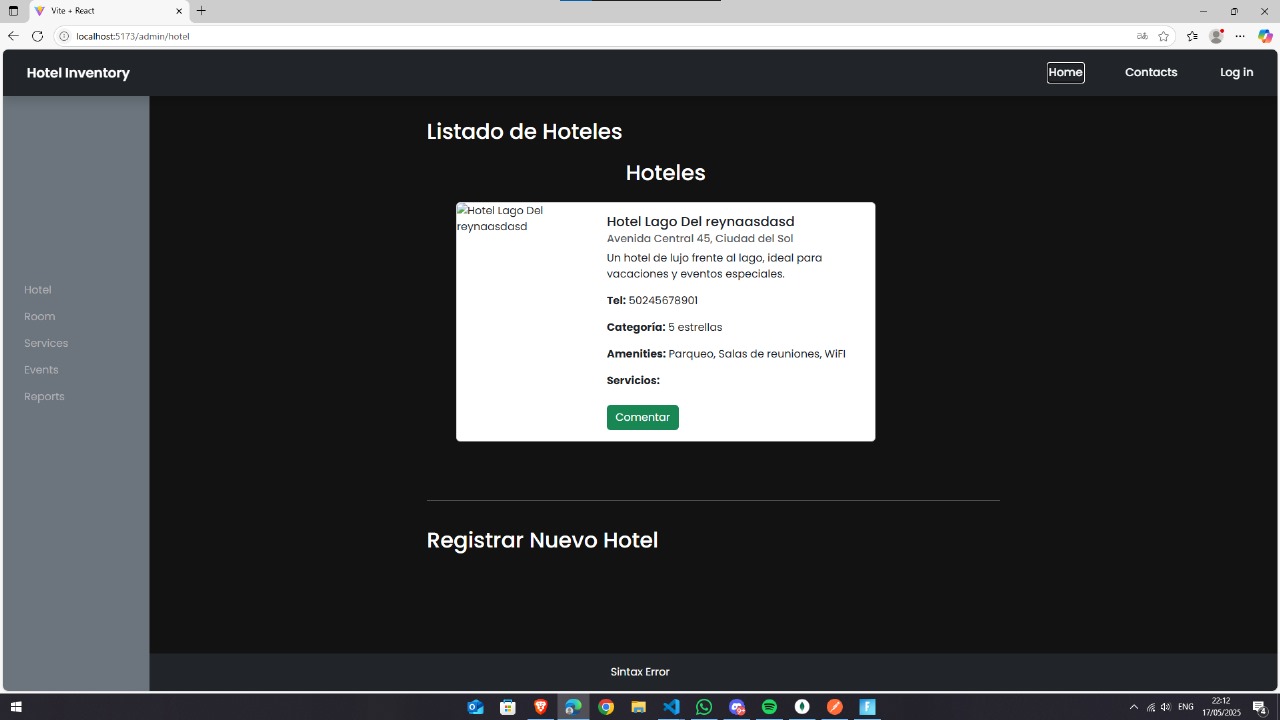 Vite + React
localhost:5173/admin/hotel
Hotel Inventory
Home
Contacts
Log in
Hotel
Room
Services
Events
Reports
Listado de Hoteles
Hoteles
Hotel Lago Del
reynaasdasd
Hotel Lago Del reynaasdasd
Avenida Central 45, Ciudad del Sol
Un hotel de lujo frente al lago, ideal para
vacaciones y eventos especiales.
Tel: 50245678901
Categoría: 5 estrellas
Amenities: Parqueo, Salas de reuniones, WiFI
Servicios:
Comentar
Registrar Nuevo Hotel
Sintax Error
ENG
22:12
17/05/2025